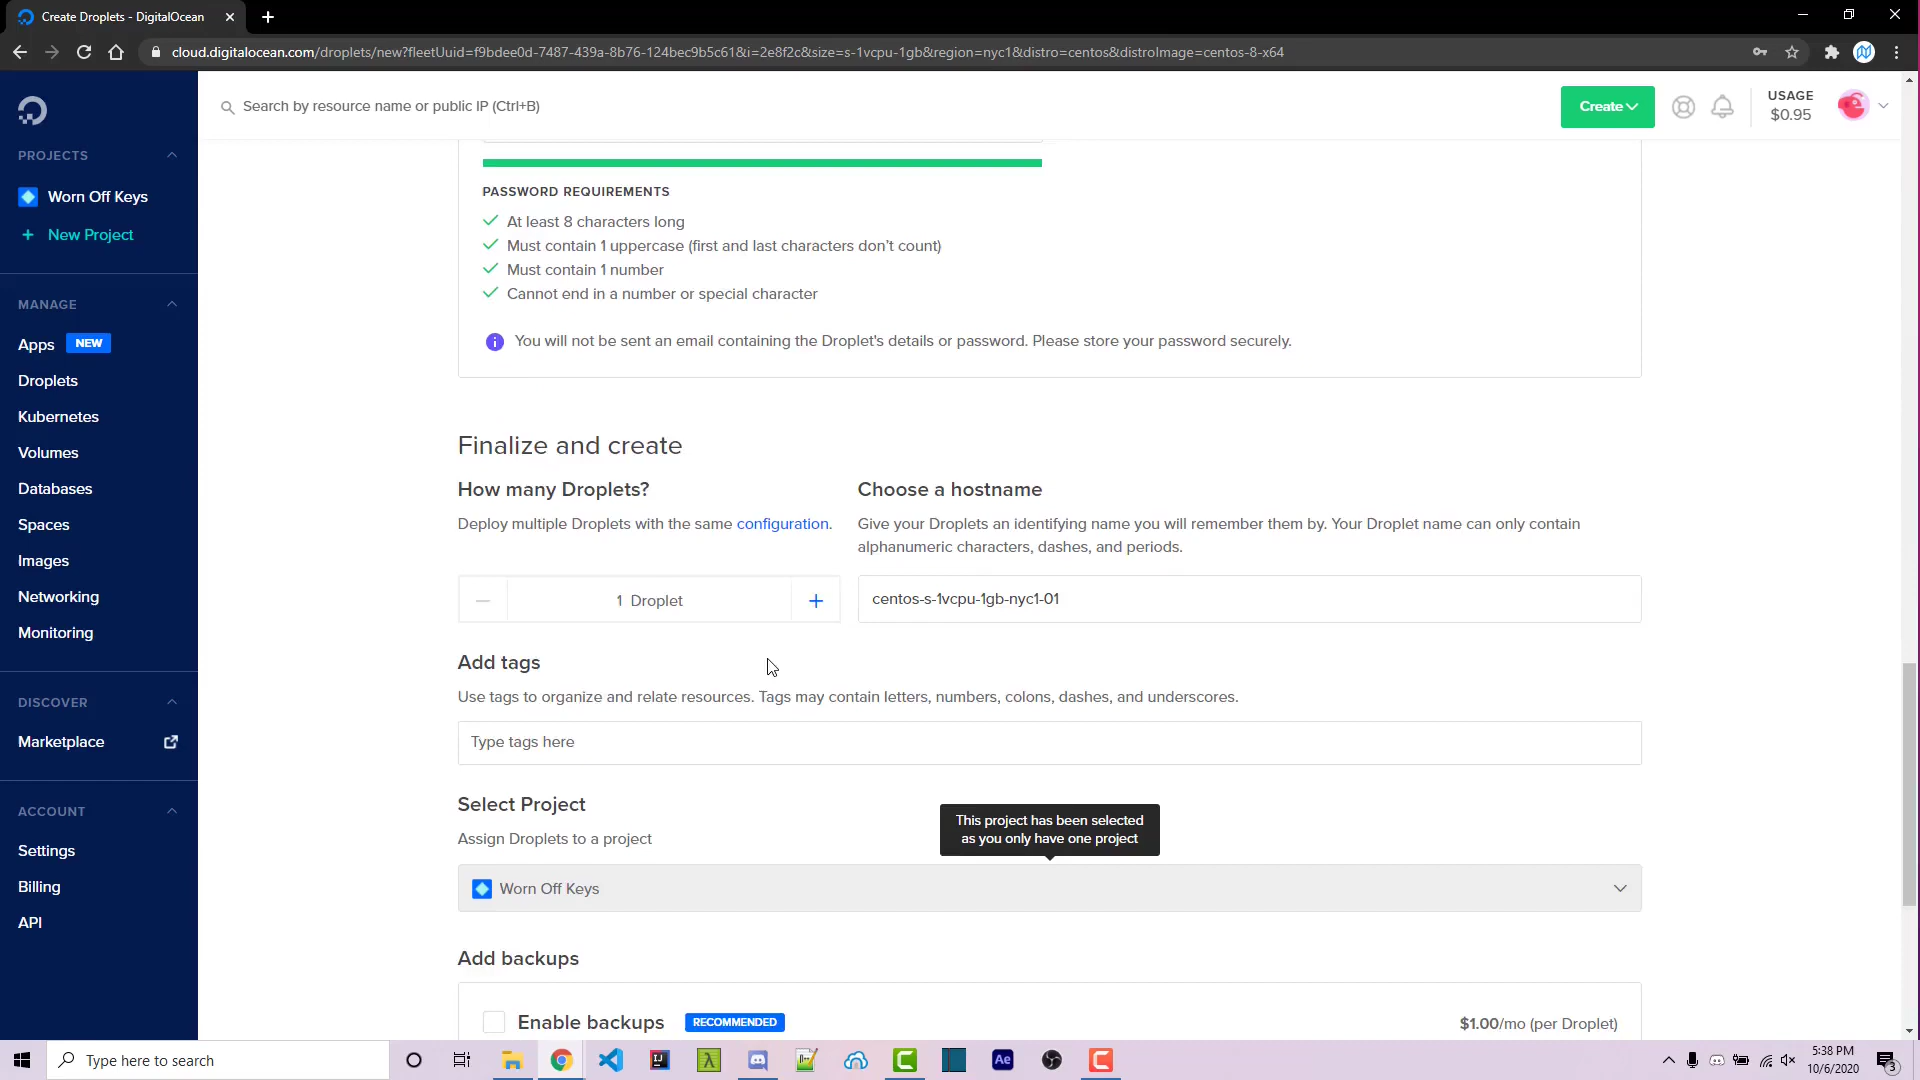 Create Droplets - DigitalOcean
cloud.digitalocean.com/droplets/new?fleetUuid=f9bdee0d-7487-439a-8b76-124bec9b5c61&i=2e8f2c&size=s-1vcpu-1gb&region=nyc1&distro=centos&distroImage=centos-8-x64
Search by resource name or public IP (Ctrl+B)
Create
USAGE
$0.95
PROJECTS
Worn Off Keys
+ New Project
MANAGE
Apps NEW
Droplets
Kubernetes
Volumes
Databases
Spaces
Images
Networking
Monitoring
DISCOVER
Marketplace
ACCOUNT
Settings
Billing
API
PASSWORD REQUIREMENTS
At least 8 characters long
Must contain 1 uppercase (first and last characters don’t count)
Must contain 1 number
Cannot end in a number or special character
You will not be sent an email containing the Droplet's details or password. Please store your password securely.
Finalize and create
How many Droplets?
Deploy multiple Droplets with the same configuration.
1 Droplet
Choose a hostname
Give your Droplets an identifying name you will remember them by. Your Droplet name can only contain
alphanumeric characters, dashes, and periods.
centos-s-1vcpu-1gb-nyc1-01
Add tags
Use tags to organize and relate resources. Tags may contain letters, numbers, colons, dashes, and underscores.
Type tags here
Select Project
Assign Droplets to a project
This project has been selected
as you only have one project
Worn Off Keys
Add backups
Enable backups RECOMMENDED
$1.00/mo (per Droplet)
Type here to search
IJ
Ae
5:38 PM
10/6/2020
3